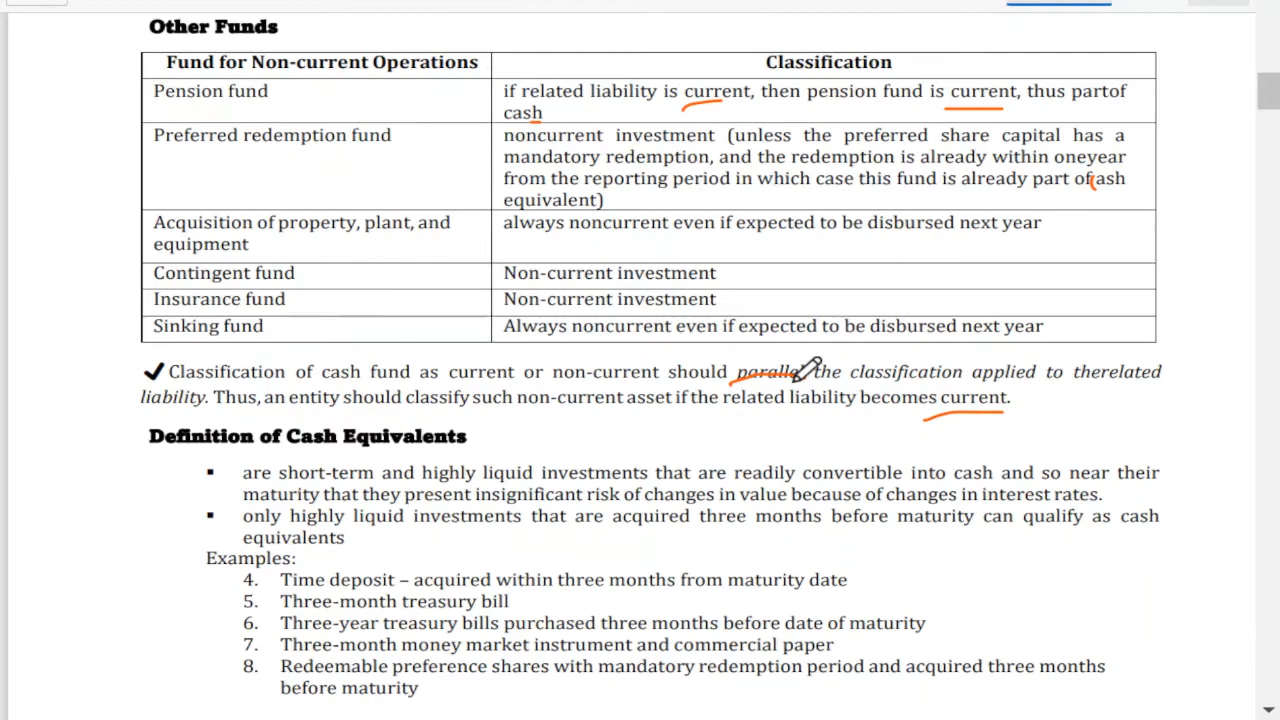 Other Funds
Fund for Non-current Operations
Classification
Pension fund
if related liability is current, then pension fund is current, thus partof
cash
Preferred redemption fund
noncurrent investment (unless the preferred share capital has a
mandatory redemption, and the redemption is already within oneyear
from the reporting period in which case this fund is already part of ash
equivalent)
Acquisition of property, plant, and
equipment
always noncurrent even if expected to be disbursed next year
Contingent fund
Non-current investment
Insurance fund
Non-current investment
Sinking fund
Always noncurrent even if expected to be disbursed next year
✔Classification of cash fund as current or non-current should parallel the classification applied to therelated
liability. Thus, an entity should classify such non-current asset if the related liability becomes current.
Definition of Cash Equivalents
▪ are short-term and highly liquid investments that are readily convertible into cash and so near their
maturity that they present insignificant risk of changes in value because of changes in interest rates.
▪ only highly liquid investments that are acquired three months before maturity can qualify as cash
equivalents
Examples:
4. Time deposit – acquired within three months from maturity date
5. Three-month treasury bill
6. Three-year treasury bills purchased three months before date of maturity
7. Three-month money market instrument and commercial paper
8. Redeemable preference shares with mandatory redemption period and acquired three months
before maturity